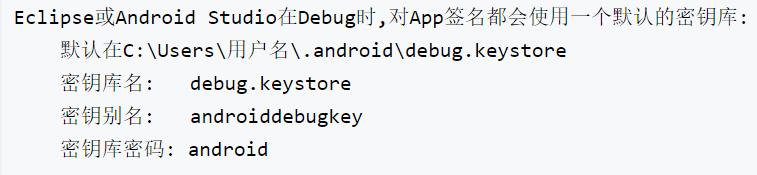 Eclipse或Android Studio在Debug时,对App签名都会使用一个默认的密钥库:
默认在C:\Users\用户名\.android\debug.keystore
密钥库名: debug.keystore
密钥别名: androiddebugkey
密钥库密码: android